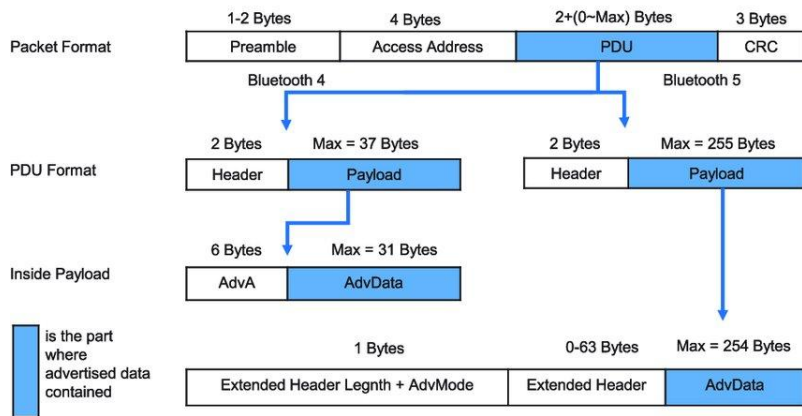 1-2 Bytes 4 Bytes 2+(0~Max) Bytes 3 Bytes
Packet Format Preamble Access Address PDU CRC
Bluetooth 4 Bluetooth 5
2 Bytes Max = 37 Bytes 2 Bytes Max = 255 Bytes
PDU Format Header Payload Header Payload
6 Bytes Max = 31 Bytes
Inside Payload AdvA AdvData
is the part
where
advertised data
contained
1 Bytes 0-63 Bytes Max = 254 Bytes
Extended Header Legnth + AdvMode Extended Header AdvData